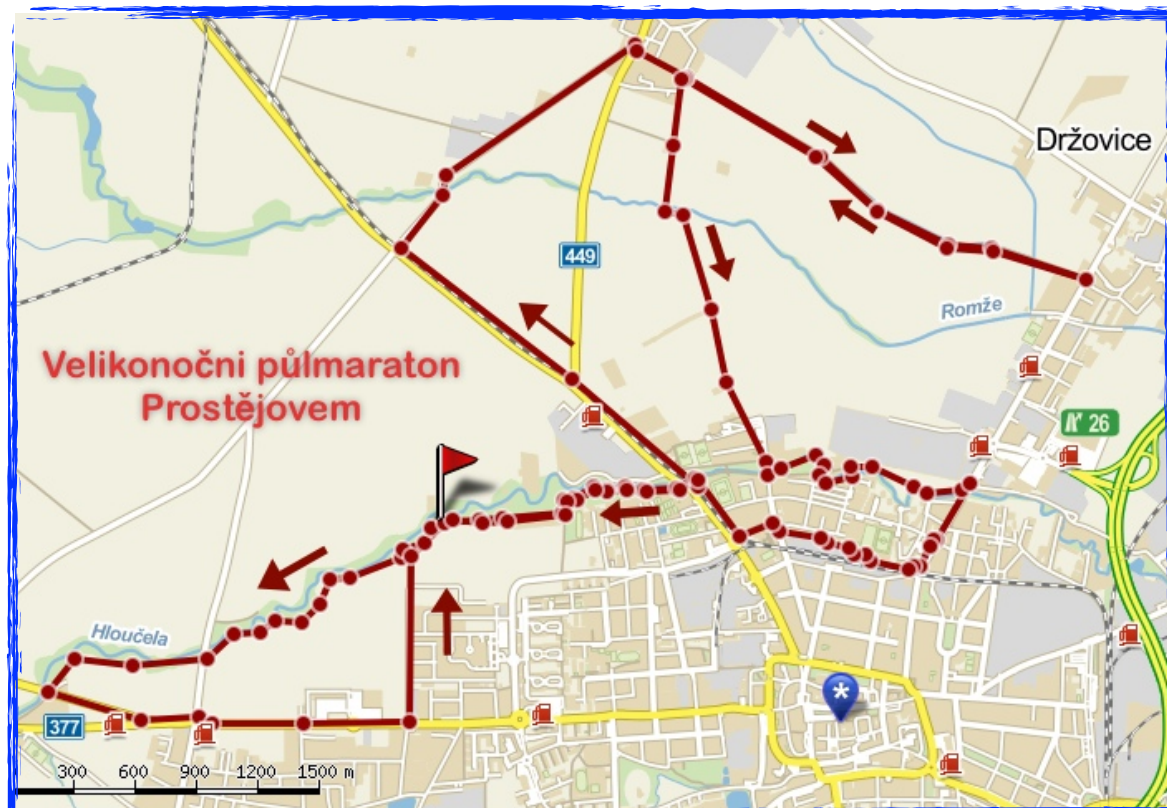 Držovice
449
Romže
Velikonočni půlmaraton
Prostějovem
26
Hloučela
377
300 600 900 1200 1500 m
*